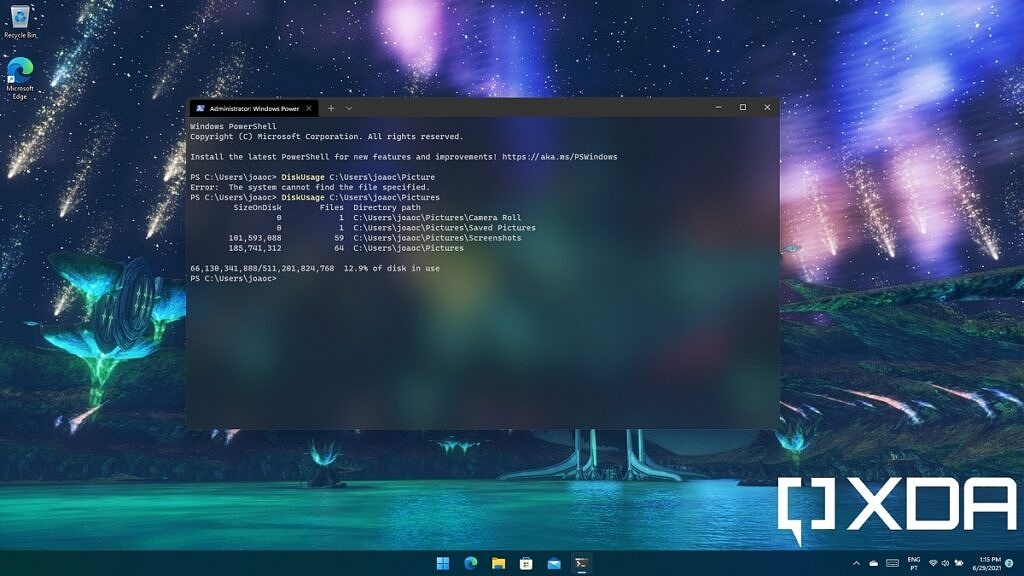 Recycle Bin
Microsoft
Edge
Administrator: Windows Power
Windows PowerShell
Copyright (C) Microsoft Corporation. All rights reserved.
Install the latest PowerShell for new features and improvements! https://aka.ms/PSWindows
PS C:\Users\joaoc> DiskUsage C:\Users\joaoc\Picture
Error:  The system cannot find the file specified.
PS C:\Users\joaoc> DiskUsage C:\Users\joaoc\Pictures
SizeOnDisk Files Directory path
0 1 C:\Users\joaoc\Pictures\Camera Roll
0 1 C:\Users\joaoc\Pictures\Saved Pictures
101,593,088 59 C:\Users\joaoc\Pictures\Screenshots
185,741,312 64 C:\Users\joaoc\Pictures
66,130,341,888/511,201,824,768  12.9% of disk in use
PS C:\Users\joaoc>
XDA
ENG
PT
1:15 PM
6/29/2021
2